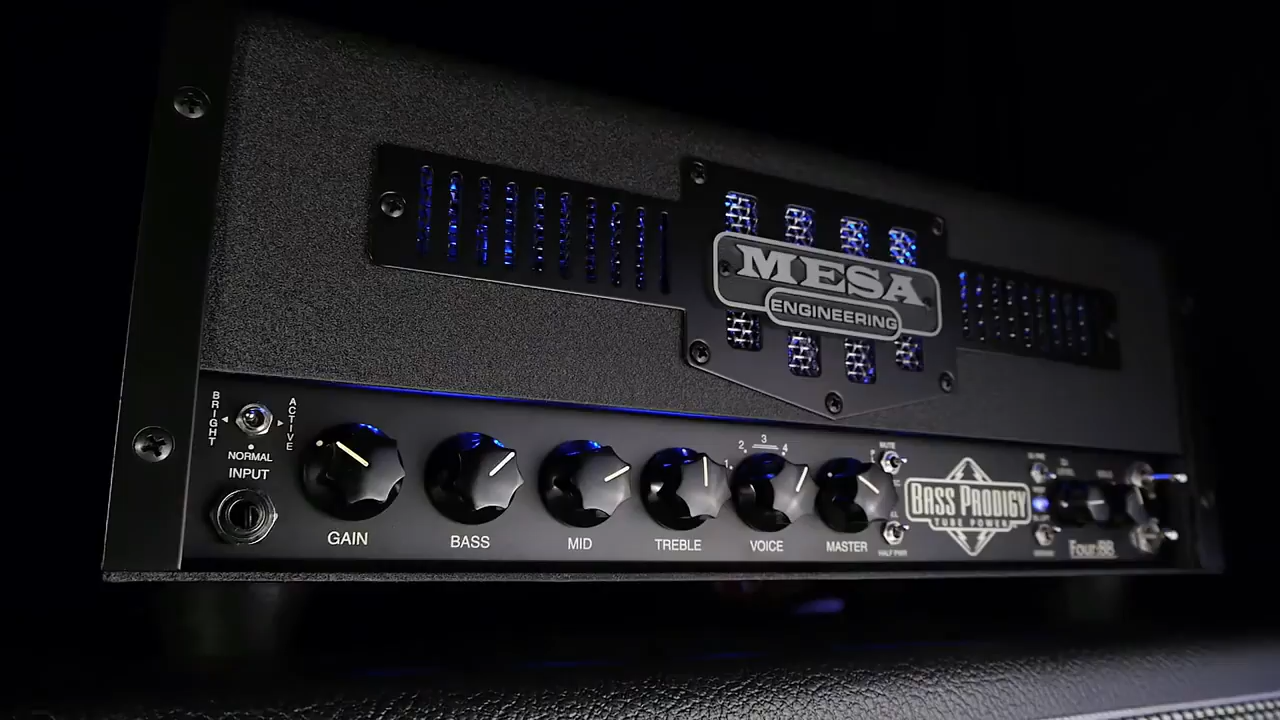 MESA
ENGINEERING
BRIGHT
ACTIVE
NORMAL
INPUT
GAIN
BASS
MID
TREBLE
1
2
3
4
VOICE
MASTER
MUTE
HALF PWR
BASS PRODIGY
TUBE POWER
Four:88